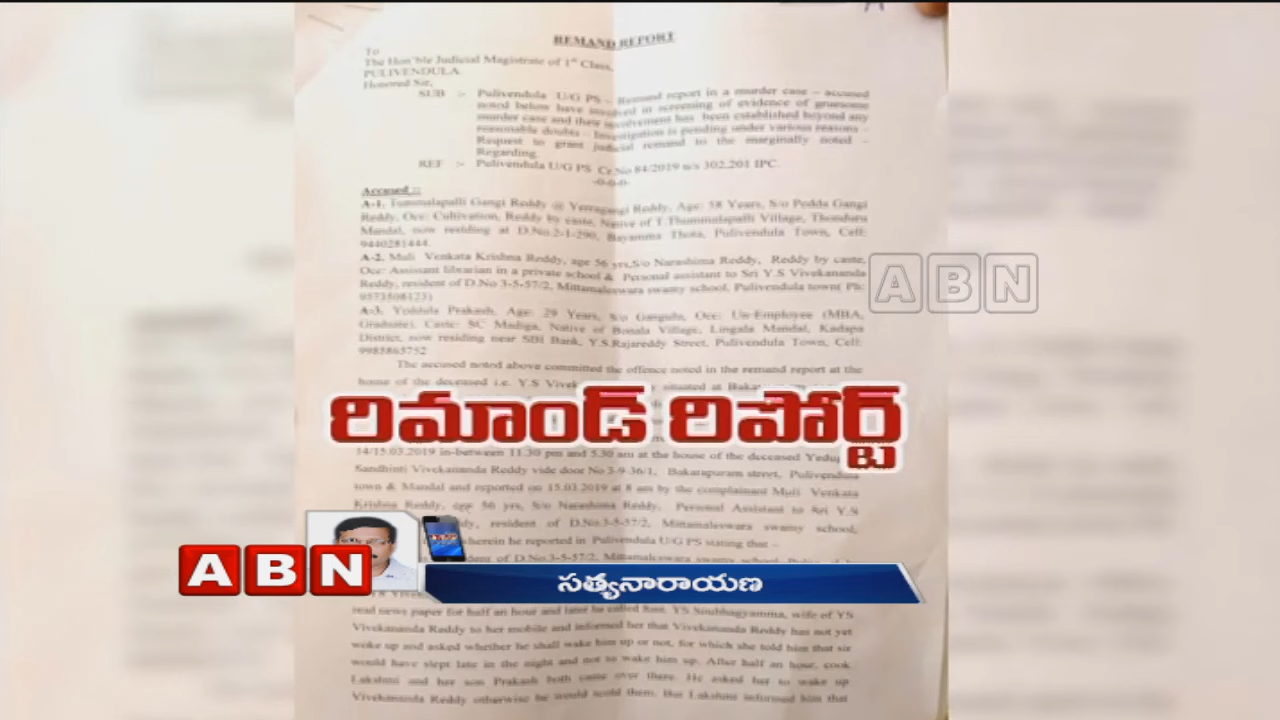 REMAND REPORT
To
The Hon'ble Judicial Magistrate of 1st Class,
PULIVENDULA.
Honored Sir,
SUB :- Pulivendula U/G PS – Remand report in a murder case – accused
noted below have involved in screening of evidence of gruesome
murder case and their involvement has been established beyond any
reasonable doubts – Investigation is pending under various reasons –
Request to grant judicial remand to the marginally noted –
Regarding.
REF :- Pulivendula U/G PS Cr.No 84/2019 u/s 302,201 IPC.
-o-o-o-
Accused ::
A-1. Tummalapalli Gangi Reddy @ Yerragangi Reddy, Age: 58 Years, S/o Pedda Gangi
Reddy, Occ: Cultivation, Reddy by caste, Native of T.Thummalapalli Village, Thonduru
Mandal, now residing at D.No.2-1-290, Bayamma Thota, Pulivendula Town, Cell:
9440281444.
A-2. Muli Venkata Krishna Reddy, age 56 yrs,S/o Narashima Reddy, Reddy by caste,
Occ: Assistant librarian in a private school & Personal assistant to Sri Y.S Vivekananda
Reddy, resident of D.No 3-5-57/2, Mittamaleswara swamy school, Pulivendula town( Ph:
9573508123)
A-3. Yeddula Prakash, Age: 29 Years, S/o Gangulu, Occ: Un-Employee (MBA,
Graduate), Caste: SC Madiga, Native of Bonala Village, Lingala Mandal, Kadapa
District, now residing near SBI Bank, Y.S.Rajareddy Street, Pulivendula Town, Cell:
9985865752
The accused noted above committed the offence noted in the remand report at the
house of the deceased i.e. Y.S situated at
రిమాండ్ రిపోర్ట్
14/15.03.2019 in-between 11.30 pm and 5.30 am at the house of the deceased
Sandhinti Vivekananda Reddy vide door No 3-9-36/1, Bakarapuram street, Pulivendula
town & Mandal and reported on 15.03.2019 at 8 am by the complainant Muli Venkata
Krishna Reddy, age 56 yrs, S/o Narashima Reddy, Personal Assistant to Sri Y.S
resident of D.No.3-5-57/2, Mittamaleswara swamy school,
wherein he reported in Pulivendula U/G PS stating that –
of D.No.3-5-57/2, Mittamaleswara swamy school,
ABN
ABN
సత్యనారాయణ
read news paper for half an hour and later he called Smt. YS Soubhagyamma, wife of YS
Vivekananda Reddy to her mobile and informed her that Vivekananda Reddy has not yet
woke up and asked whether he shall wake him up or not, for which she told him that sir
would have slept late in the night and not to wake him up. After half an hour, cook
Lakshmi and her son Prakash both came over there. He asked her to wake up
Vivekananda Reddy otherwise he would scold them. But Lakshmi informed him that